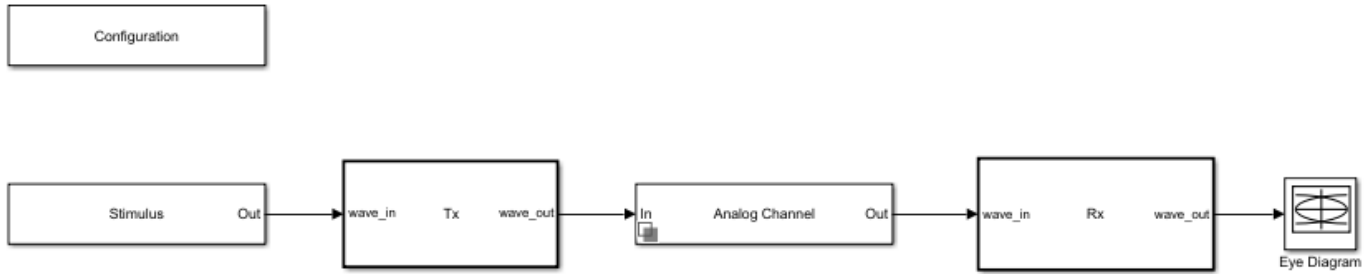 Configuration
Stimulus Out
wave_in Tx wave_out
In Analog Channel Out
wave_in Rx wave_out
Eye Diagram